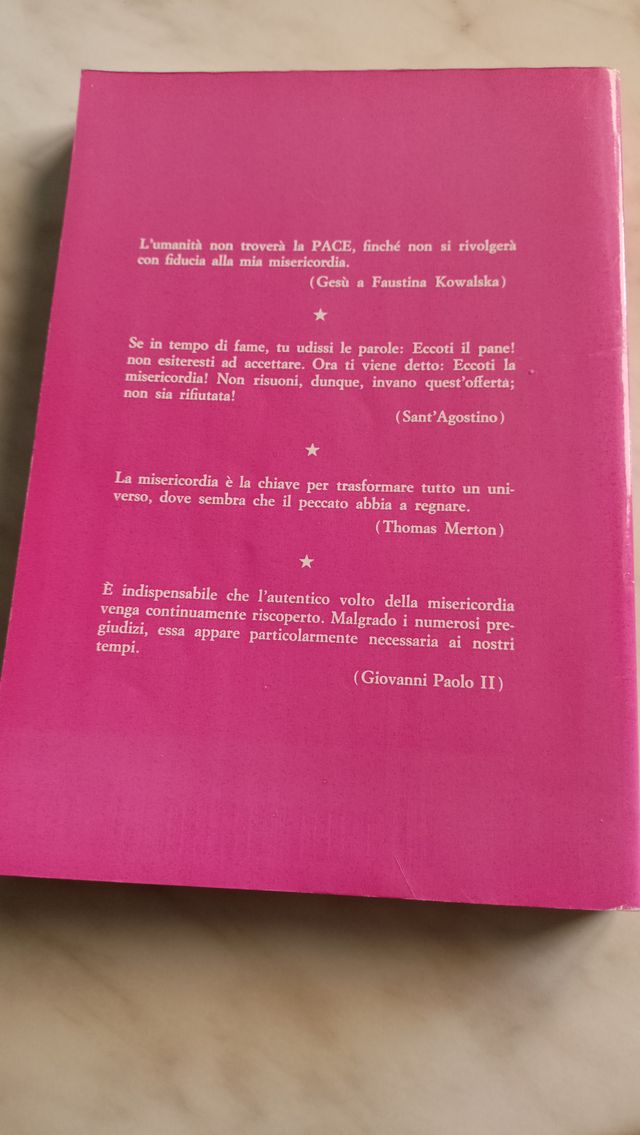 L'umanità non troverà la PACE, finché non si rivolgerà
con fiducia alla mia misericordia.
(Gesù a Faustina Kowalska)
★
Se in tempo di fame, tu udissi le parole: Eccoti il pane!
non esiteresti ad accettare. Ora ti viene detto: Eccoti la
misericordia! Non risuoni, dunque, invano quest'offerta;
non sia rifiutata!
(Sant'Agostino)
★
La misericordia è la chiave per trasformare tutto un uni-
verso, dove sembra che il peccato abbia a regnare.
(Thomas Merton)
★
È indispensabile che l'autentico volto della misericordia
venga continuamente riscoperto. Malgrado i numerosi pre-
giudizi, essa appare particolarmente necessaria ai nostri
tempi.
(Giovanni Paolo II)